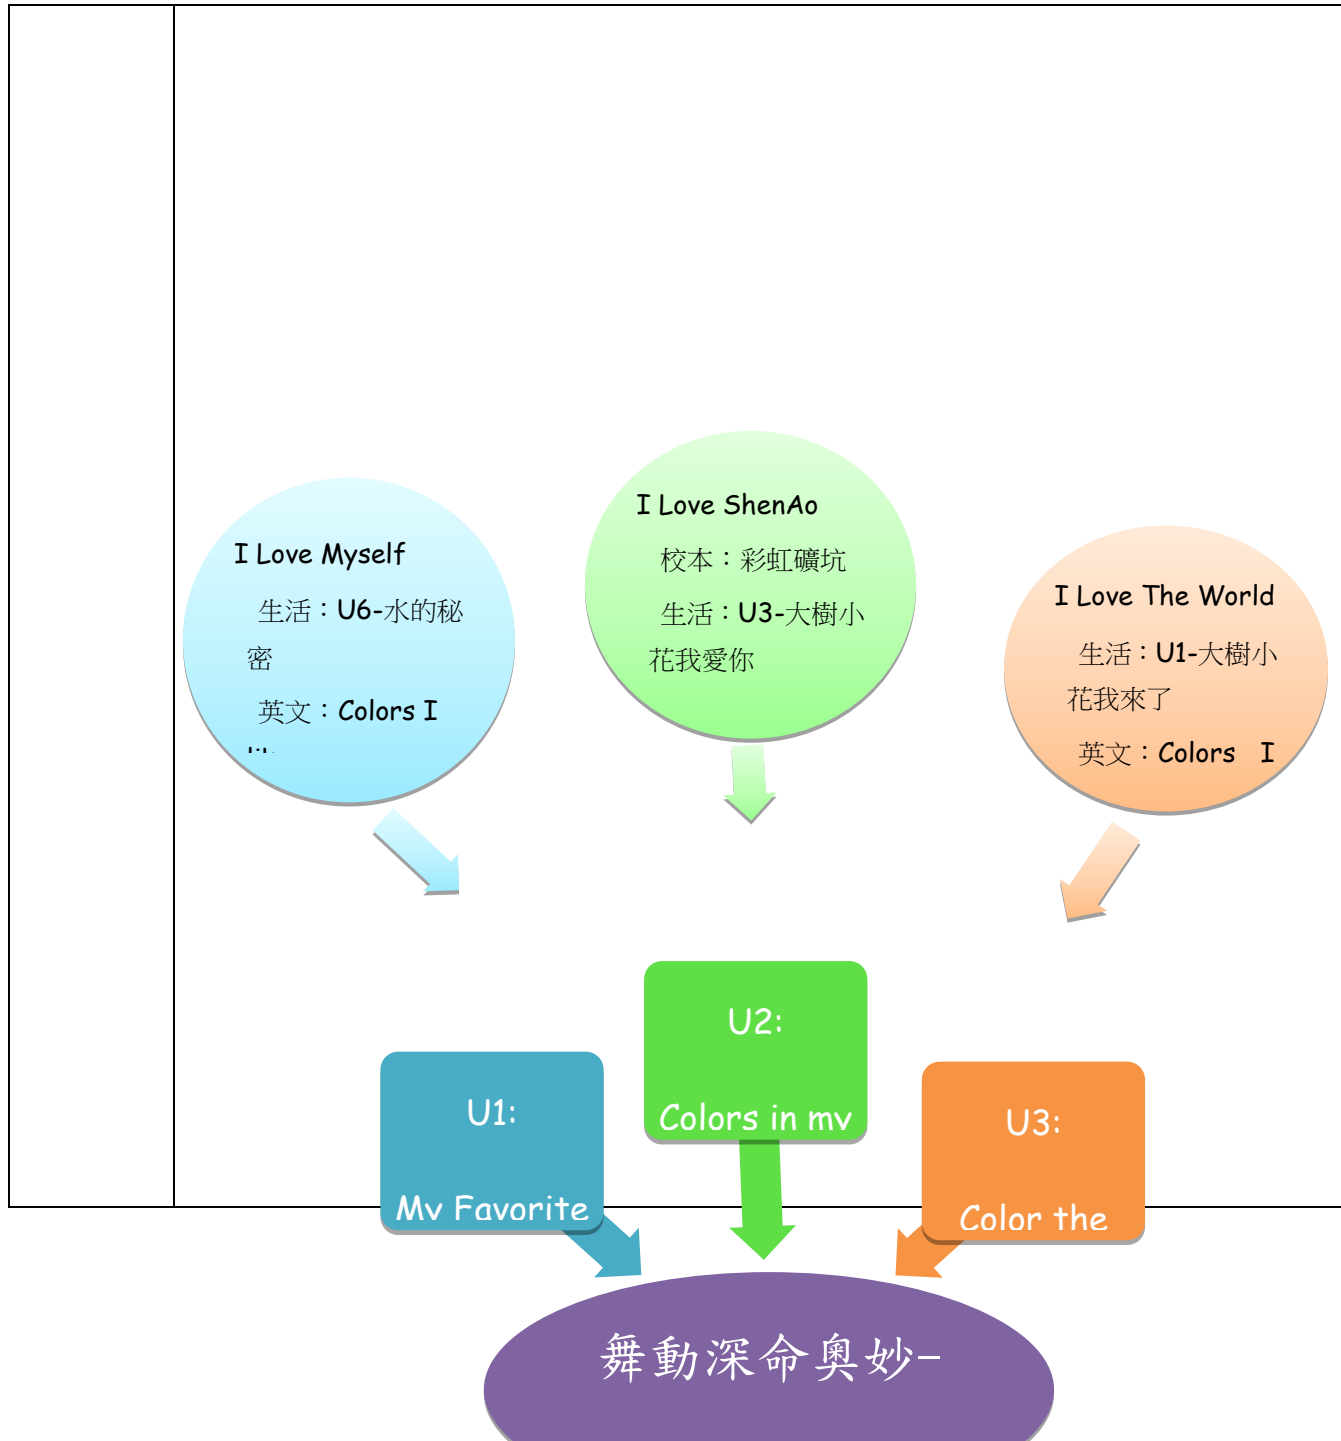 I Love Myself
生活：U6-水的秘
密
英文：Colors I
I Love ShenAo
校本：彩虹礦坑
生活：U3-大樹小
花我愛你
I Love The World
生活：U1-大樹小
花我來了
英文：Colors I
U1:
My Favorite
U2:
Colors in my
U3:
Color the
舞動深命奧妙-